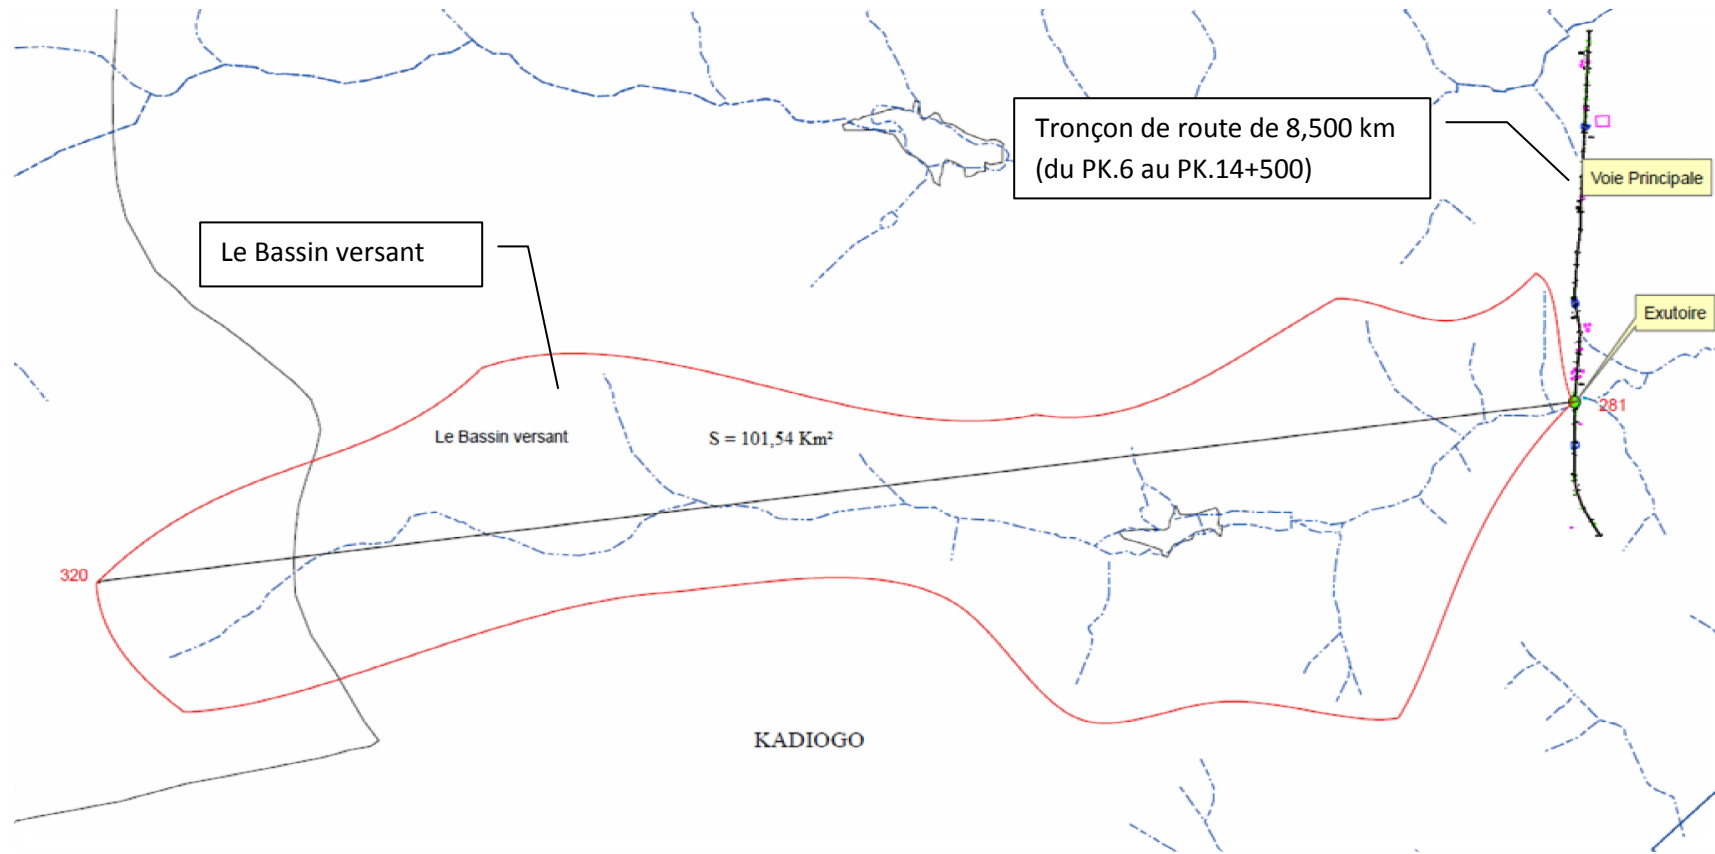 Tronçon de route de 8,500 km
(du PK.6 au PK.14+500)
Voie Principale
Le Bassin versant
Exutoire
281
Le Bassin versant
S = 101,54 Km²
320
KADIOGO